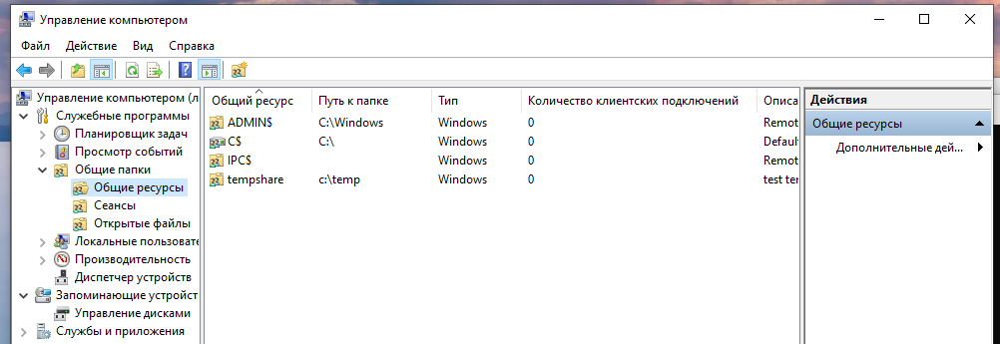 Управление компьютером
Файл Действие Вид Справка
Управление компьютером (л
Служебные программы
Планировщик задач
Просмотр событий
Общие папки
Общие ресурсы
Сеансы
Открытые файлы
Локальные пользовате
Производительность
Диспетчер устройств
Запоминающие устройст
Управление дисками
Службы и приложения
Общий ресурс Путь к папке Тип Количество клиентских подключений Описа
ADMIN$ C:\Windows Windows 0 Remot
C$ C:\ Windows 0 Defaul
IPC$ Windows 0 Remot
tempshare c:\temp Windows 0 test ter
Действия
Общие ресурсы
Дополнительные дей...